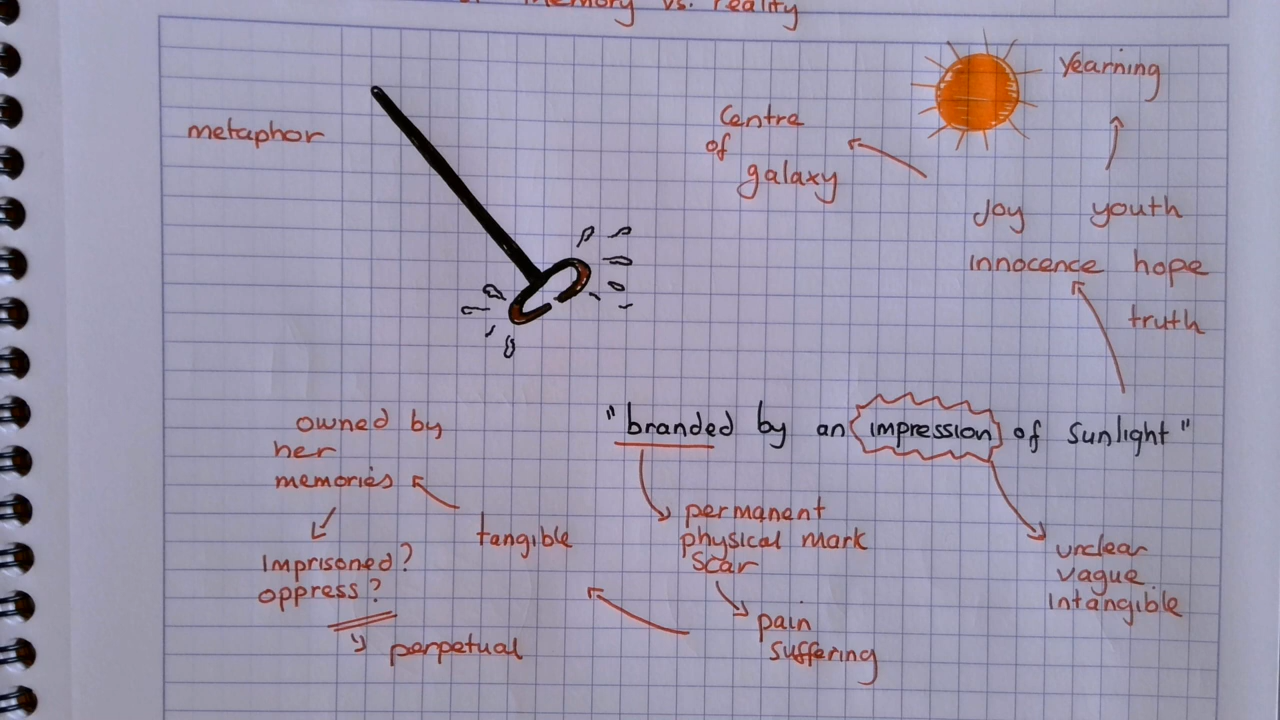 memory vs. reality
metaphor
Yearning
Centre
of
galaxy
Joy youth
innocence hope
truth
"branded by an impression of sunlight"
owned by
her
memories
Imprisoned?
oppress?
perpetual
tangible
permanent
physical mark
scar
pain
suffering
unclear
vague
intangible